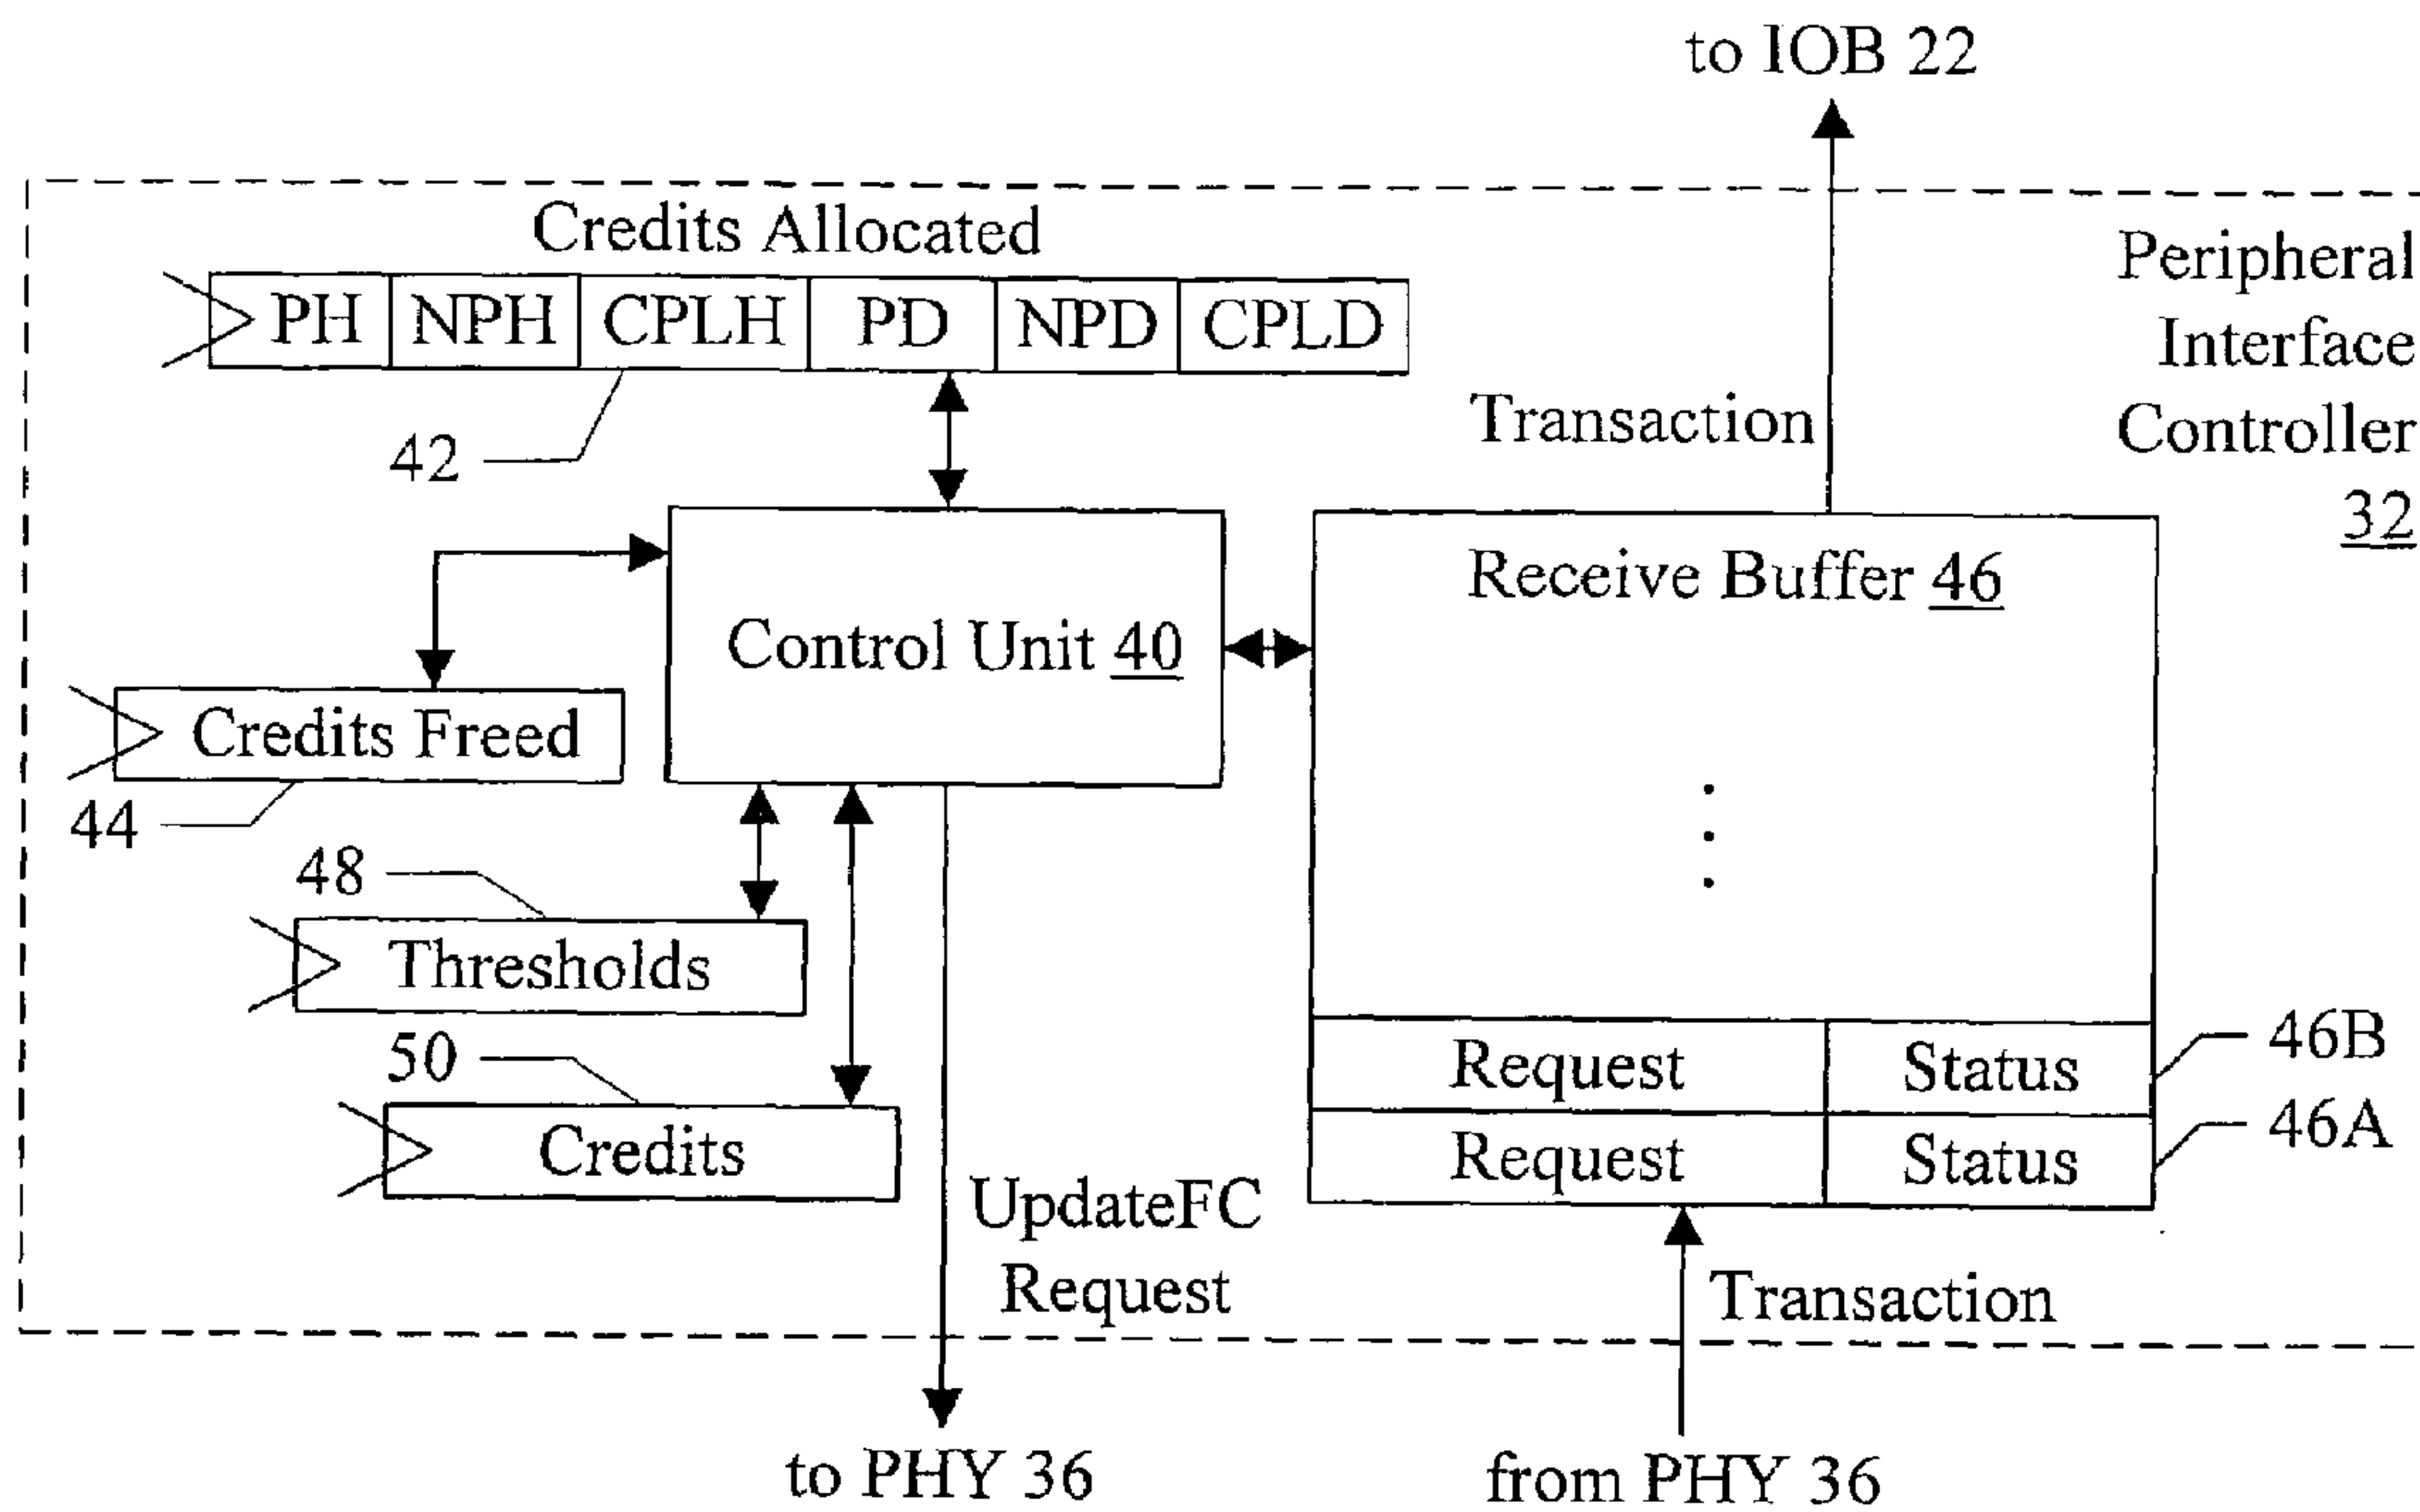 to IOB 22
Credits Allocated
PH NPH CPLH PD NPD CPLD
42
Transaction
Peripheral
Interface
Controller
32
Control Unit 40
Receive Buffer 46
Credits Freed
44
48
Thresholds
50
Credits
UpdateFC
Request
Request Status
46B
Request Status
46A
Transaction
to PHY 36
from PHY 36